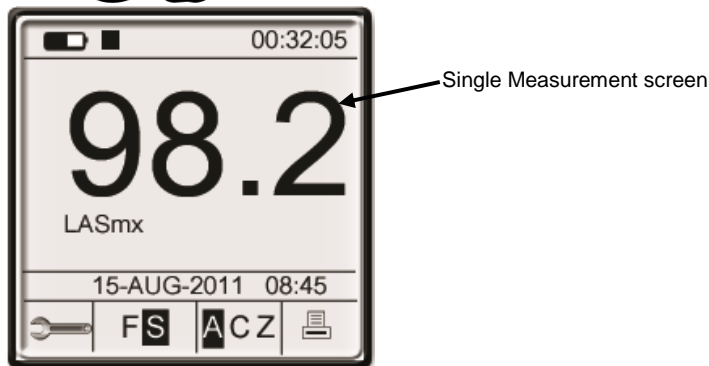 00:32:05
Single Measurement screen
98.2
LASmx
15-AUG-2011 08:45
F S A C Z